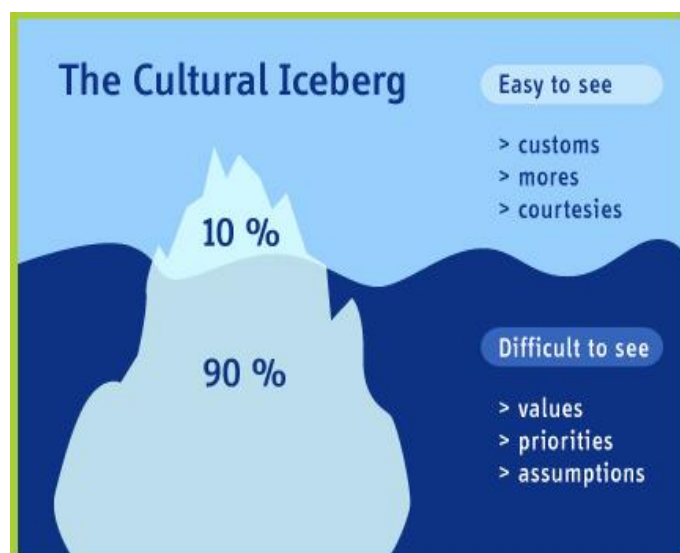 The Cultural Iceberg
Easy to see
> customs
> mores
> courtesies
10 %
90 %
Difficult to see
> values
> priorities
> assumptions